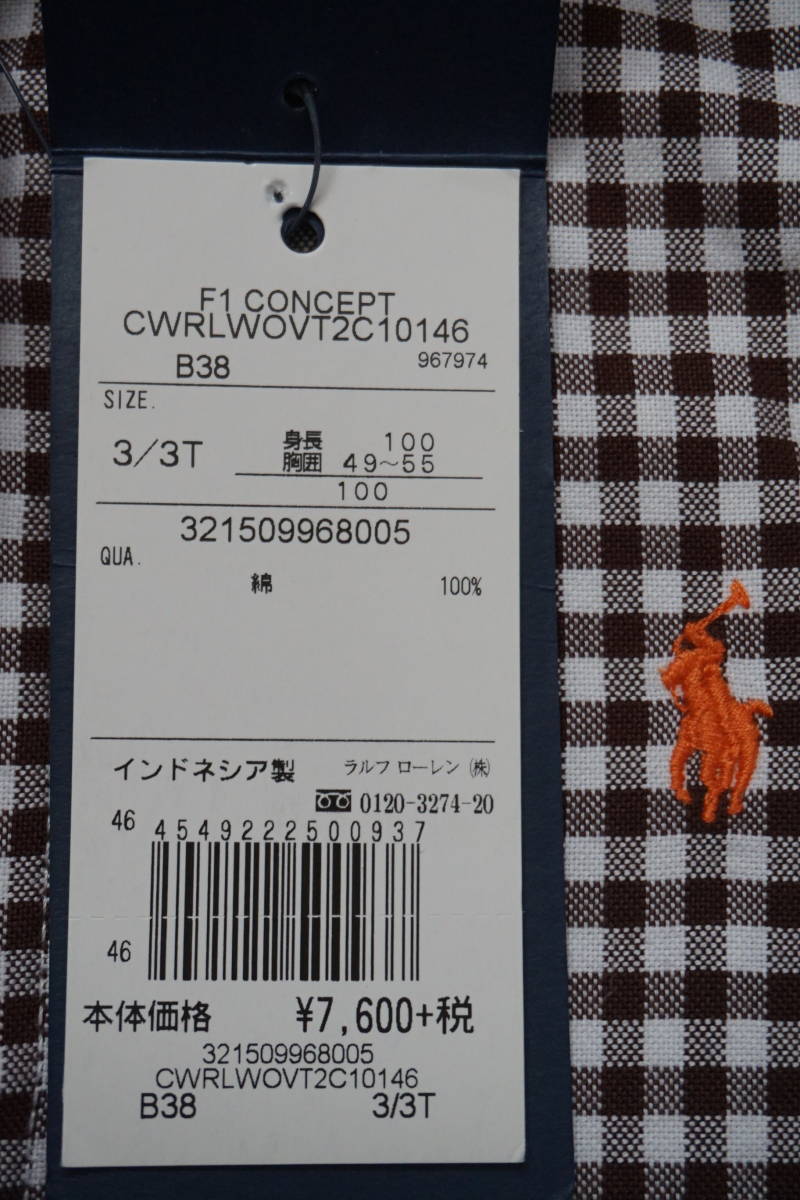 F1 CONCEPT
CWRLWOVT2C10146
B38 967974
SIZE.
3/3T 身長 100
胸囲 49～55
100
321509968005
QUA.
綿 100%
インドネシア製 ラルフ ローレン ㈱
0120-3274-20
46 4549222500937
46
本体価格 ¥7,600+税
321509968005
CWRLWOVT2C10146
B38 3/3T